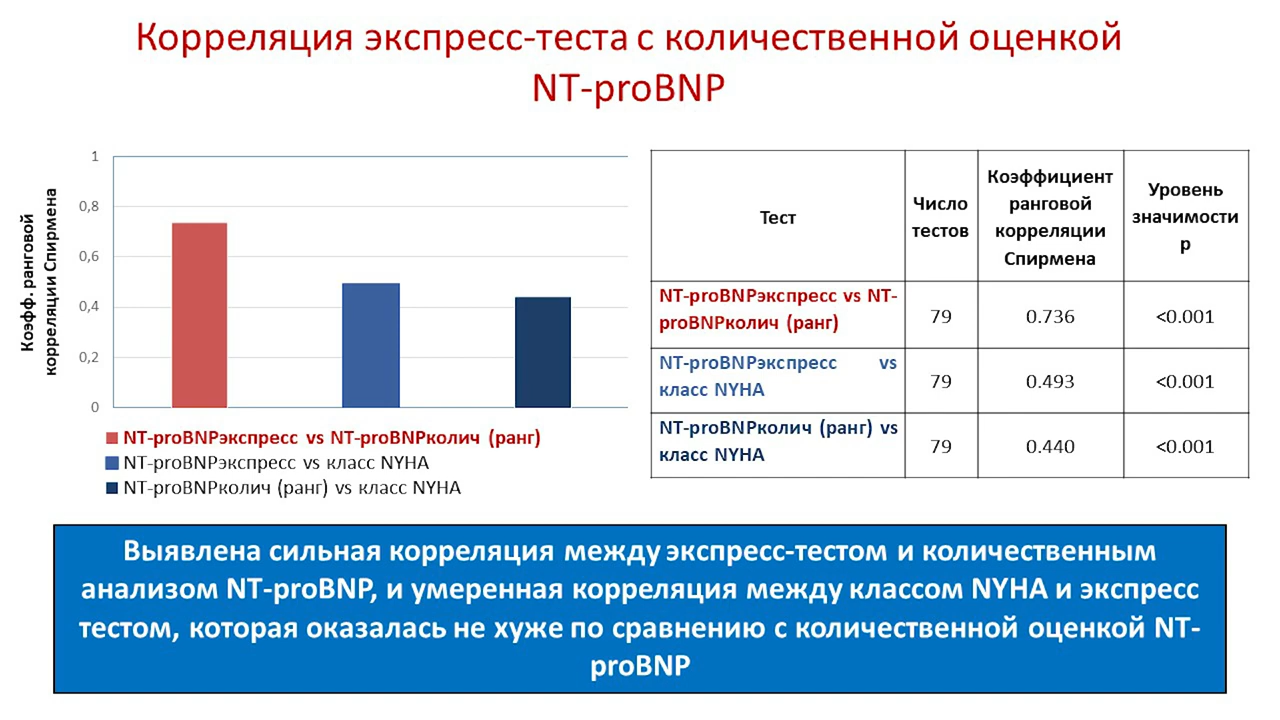 Корреляция экспресс-теста с количественной оценкой
NT-proBNP
Коэфф. ранговой
корреляции Спирмена
1
0,8
0,6
0,4
0,2
0
NT-proBNPэкспресс vs NT-proBNPколич (ранг)
NT-proBNPэкспресс vs класс NYHA
NT-proBNPколич (ранг) vs класс NYHA
Тест
Число
тестов
Коэффициент
ранговой
корреляции
Спирмена
Уровень
значимости
р
NT-proBNPэкспресс vs NT-
proBNPколич (ранг)
79
0.736
<0.001
NT-proBNPэкспресс vs
класс NYHA
79
0.493
<0.001
NT-proBNPколич (ранг) vs
класс NYHA
79
0.440
<0.001
Выявлена сильная корреляция между экспресс-тестом и количественным
анализом NT-proBNP, и умеренная корреляция между классом NYHA и экспресс
тестом, которая оказалась не хуже по сравнению с количественной оценкой NT-
proBNP